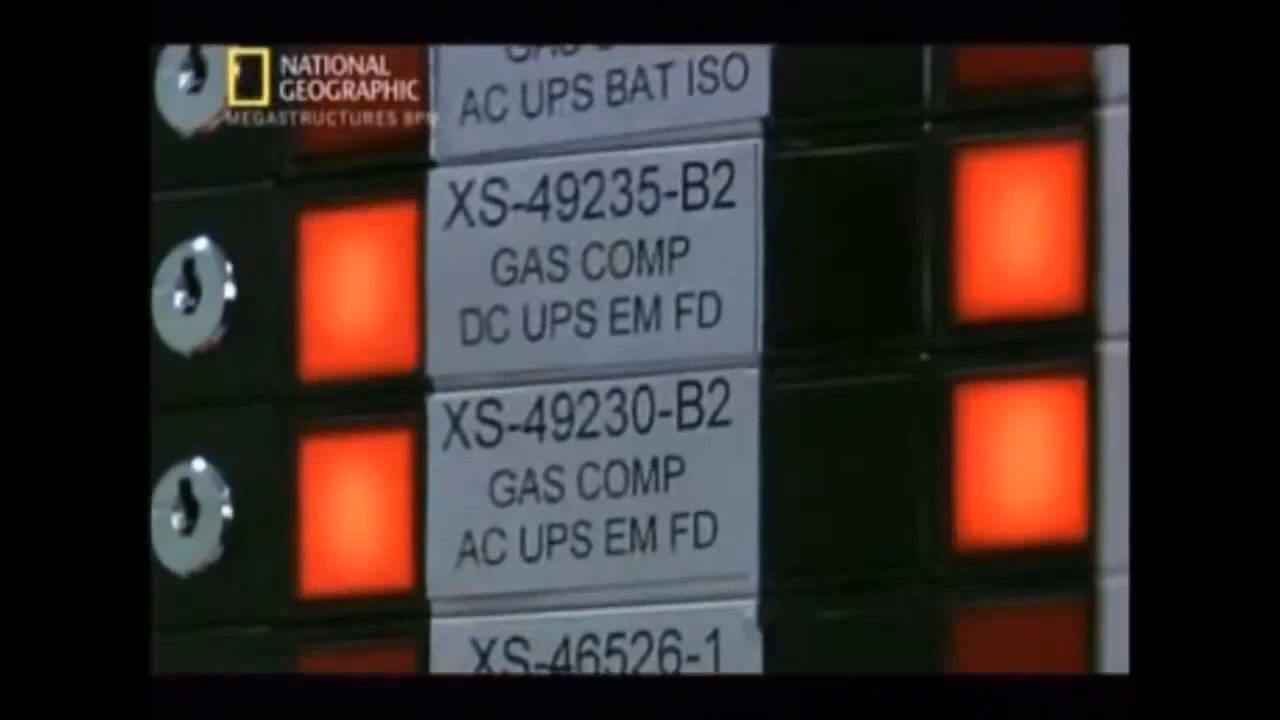 NATIONAL
GEOGRAPHIC
AC UPS BAT ISO
XS-49235-B2
GAS COMP
DC UPS EM FD
XS-49230-B2
GAS COMP
AC UPS EM FD
XS-46526-1
MEGASTRUCTURES